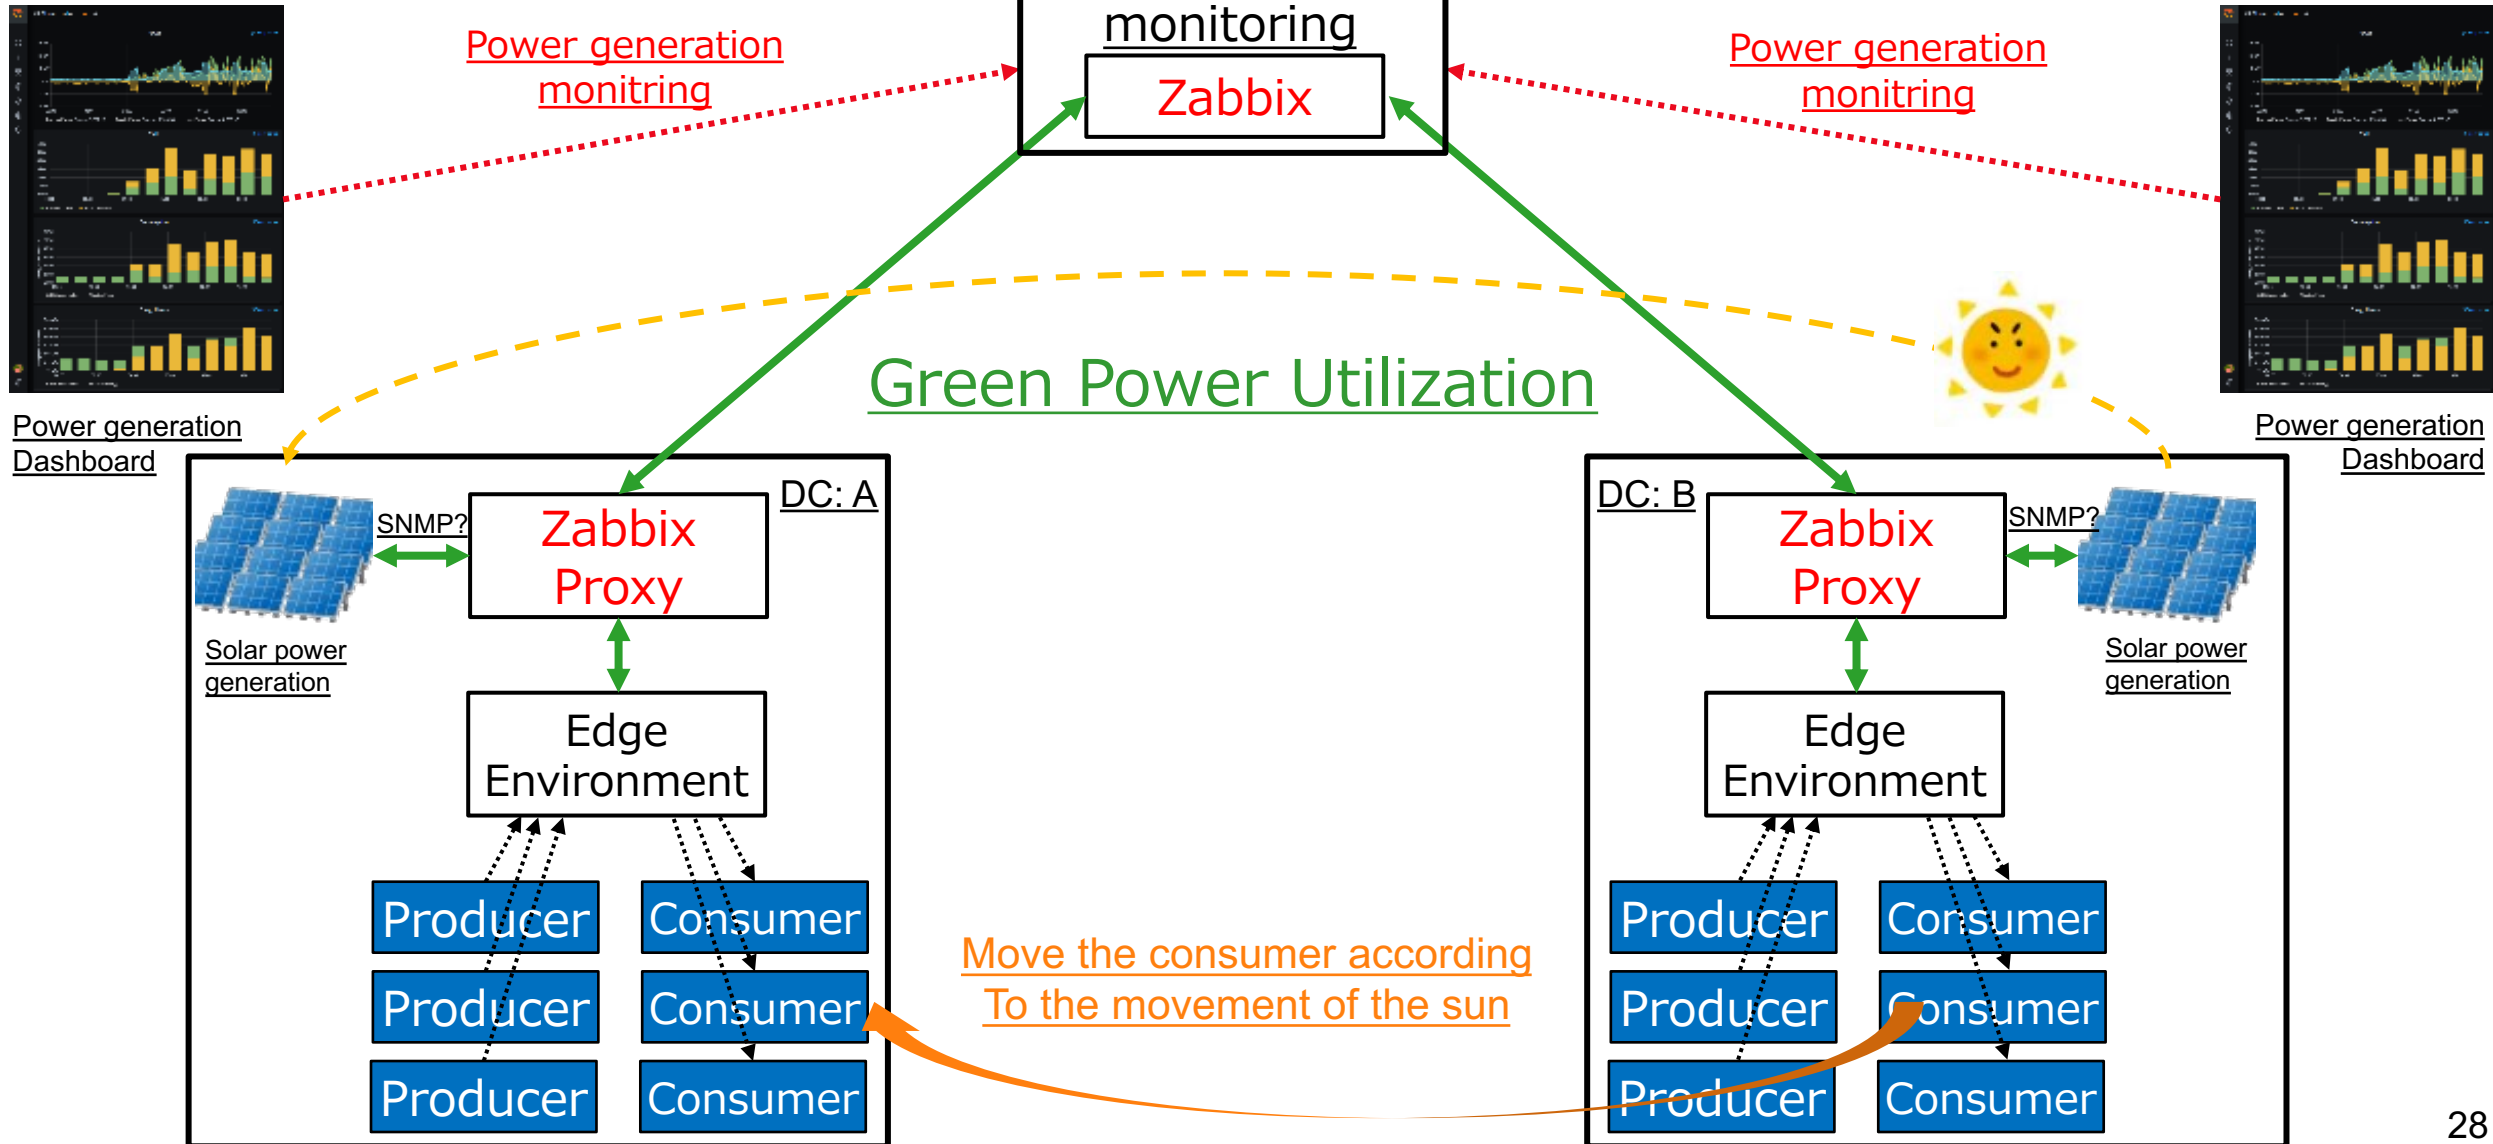 monitoring
Zabbix
Power generation
monitring
Power generation
monitring
Green Power Utilization
Power generation
Dashboard
Power generation
Dashboard
DC: A
SNMP?
Zabbix
Proxy
Solar power
generation
Edge
Environment
Producer
Consumer
Producer
Consumer
Producer
Consumer
Move the consumer according
To the movement of the sun
DC: B
Zabbix
Proxy
SNMP?
Solar power
generation
Edge
Environment
Producer
Consumer
Producer
Consumer
Producer
Consumer
28